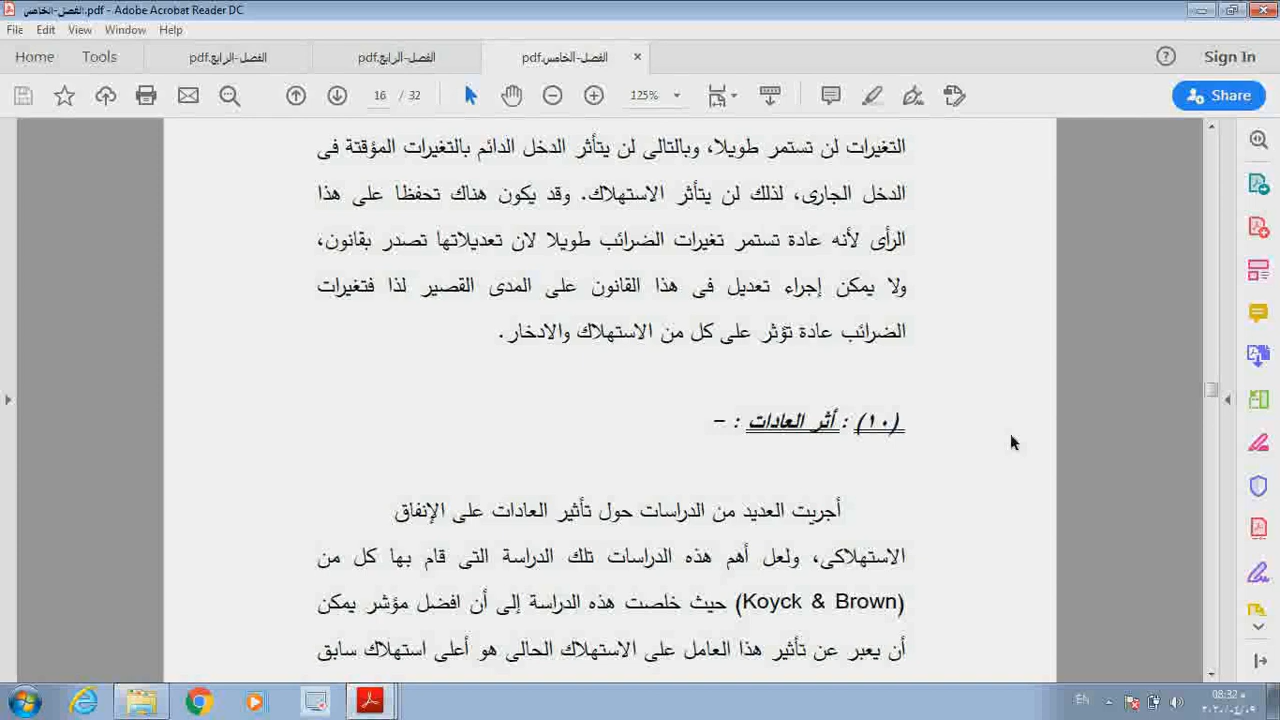 الفصل-الخامس.pdf - Adobe Acrobat Reader DC
File Edit View Window Help
Home Tools الفصل-الرابع.pdf الفصل-الرابع.pdf الفصل-الخامس.pdf × Sign In
16 / 32 125% Share
التغيرات لن تستمر طويلا، وبالتالى لن يتأثر الدخل الدائم بالتغيرات المؤقتة فى
الدخل الجارى، لذلك لن يتأثر الاستهلاك. وقد يكون هناك تحفظا على هذا
الرأى لأنه عادة تستمر تغيرات الضرائب طويلا لان تعديلاتها تصدر بقانون،
ولا يمكن إجراء تعديل فى هذا القانون على المدى القصير لذا فتغيرات
الضرائب عادة تؤثر على كل من الاستهلاك والادخار.
(١٠) : أثر العادات : –
أجريت العديد من الدراسات حول تأثير العادات على الإنفاق
الاستهلاكى، ولعل أهم هذه الدراسات تلك الدراسة التى قام بها كل من
(Koyck & Brown) حيث خلصت هذه الدراسة إلى أن افضل مؤشر يمكن
أن يعبر عن تأثير هذا العامل على الاستهلاك الحالى هو أعلى استهلاك سابق
EN 08:32